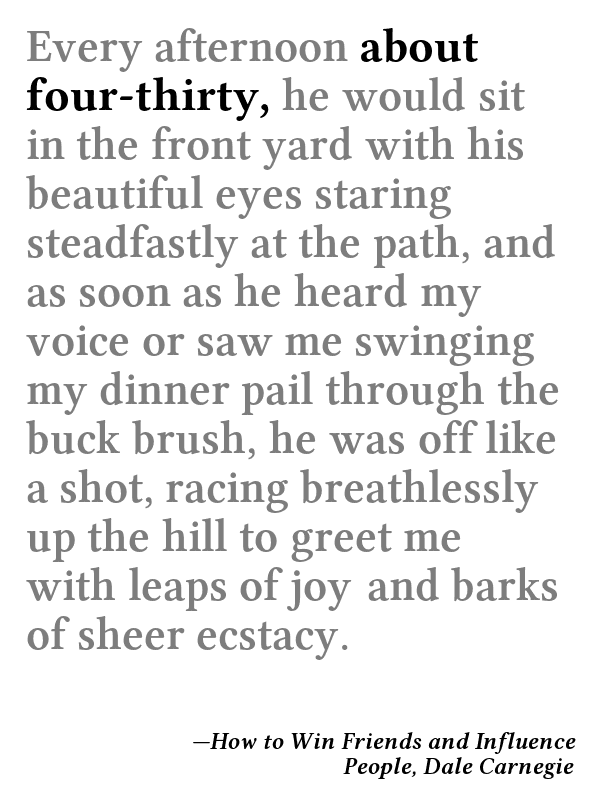 Every afternoon about
four-thirty, he would sit
in the front yard with his
beautiful eyes staring
steadfastly at the path, and
as soon as he heard my
voice or saw me swinging
my dinner pail through the
buck brush, he was off like
a shot, racing breathlessly
up the hill to greet me
with leaps of joy and barks
of sheer ecstacy.
—How to Win Friends and Influence
People, Dale Carnegie